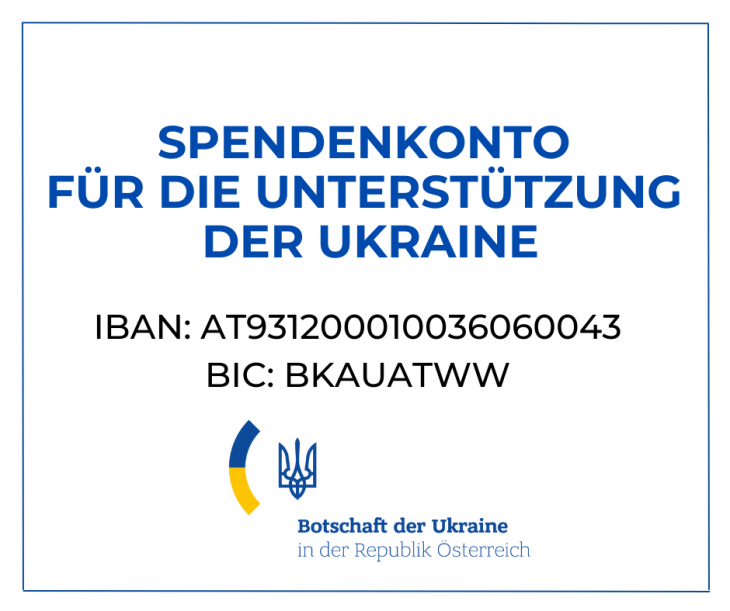 SPENDENKONTO
FÜR DIE UNTERSTÜTZUNG
DER UKRAINE
IBAN: AT931200010036060043
BIC: BKAUATWW
Botschaft der Ukraine
in der Republik Österreich